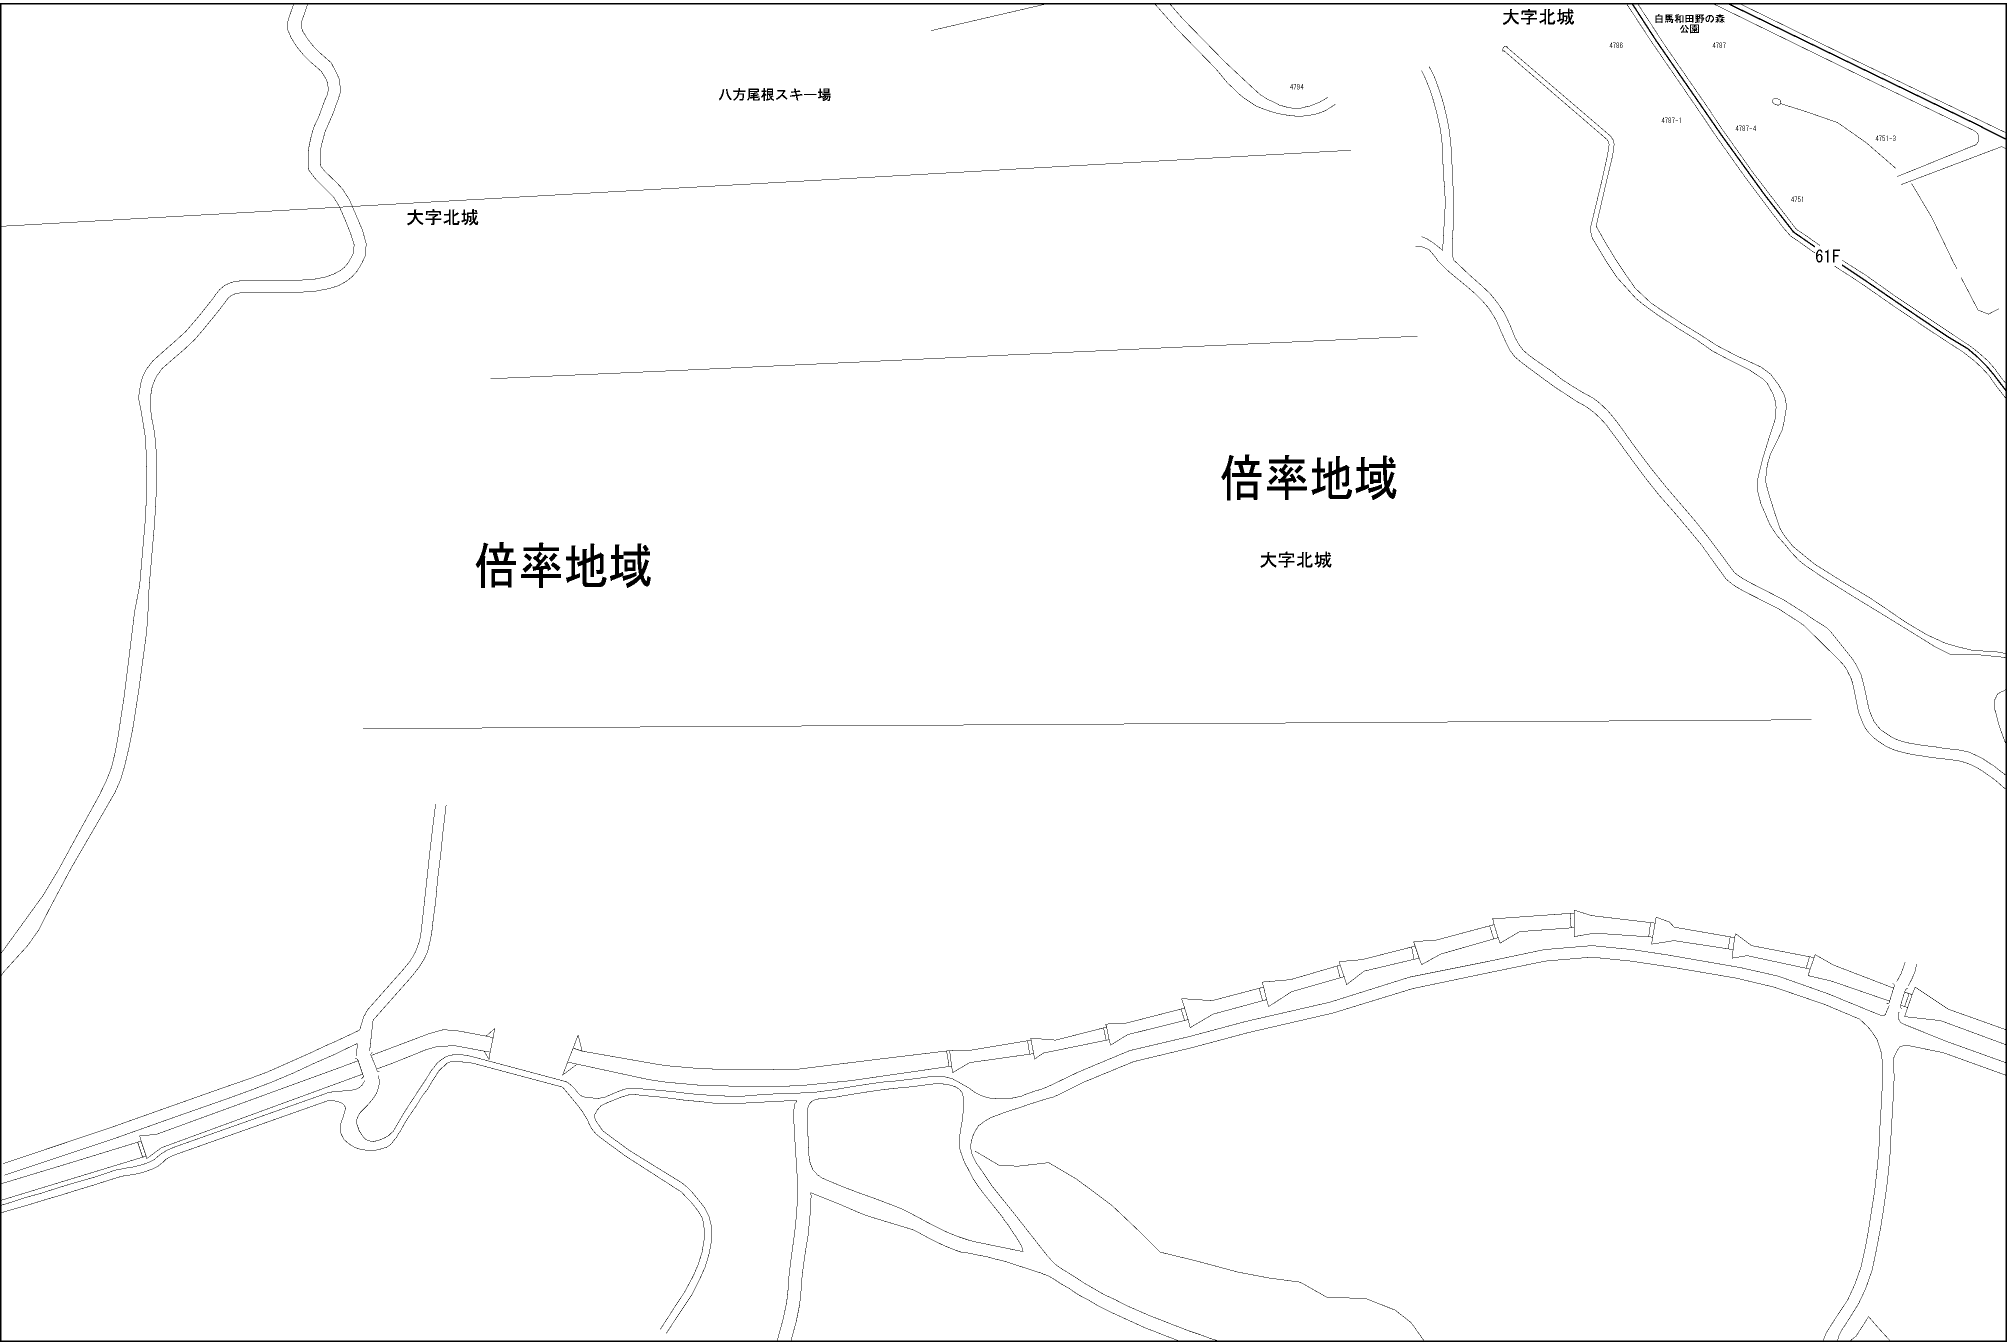 大字北城
白馬和田野の森
公園
4786
4787
八方尾根スキー場
4794
4787-1
4787-4
4751-3
4751
大字北城
61F
倍率地域
大字北城
倍率地域